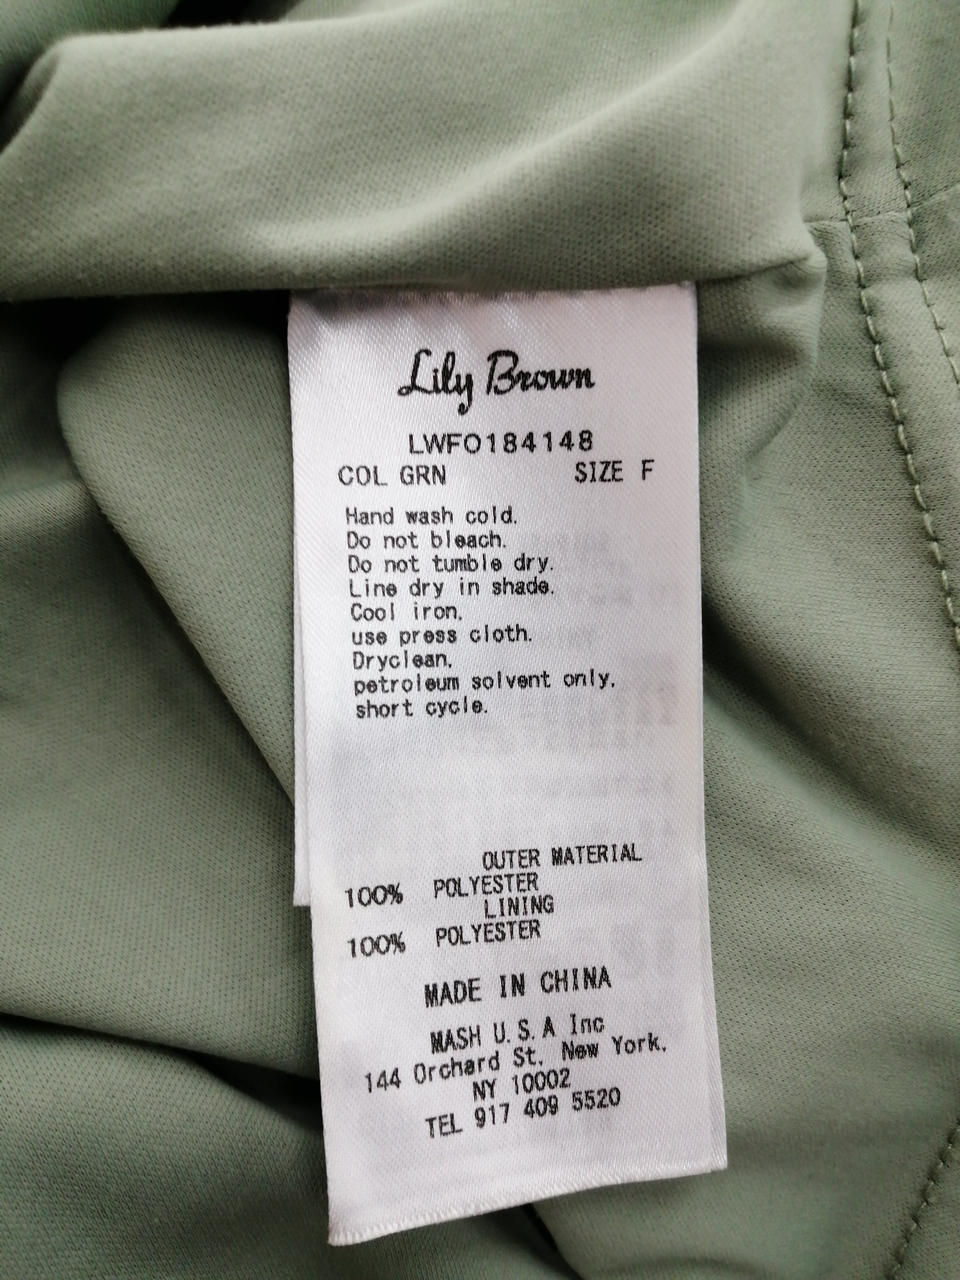 Lily Brown
LWFO184148
COL GRN SIZE F
Hand wash cold.
Do not bleach.
Do not tumble dry.
Line dry in shade.
Cool iron.
use press cloth.
Dryclean.
petroleum solvent only.
short cycle.
OUTER MATERIAL
100% POLYESTER
LINING
100% POLYESTER
MADE IN CHINA
MASH U.S.A Inc
144 Orchard St. New York.
NY 10002
TEL 917 409 5520